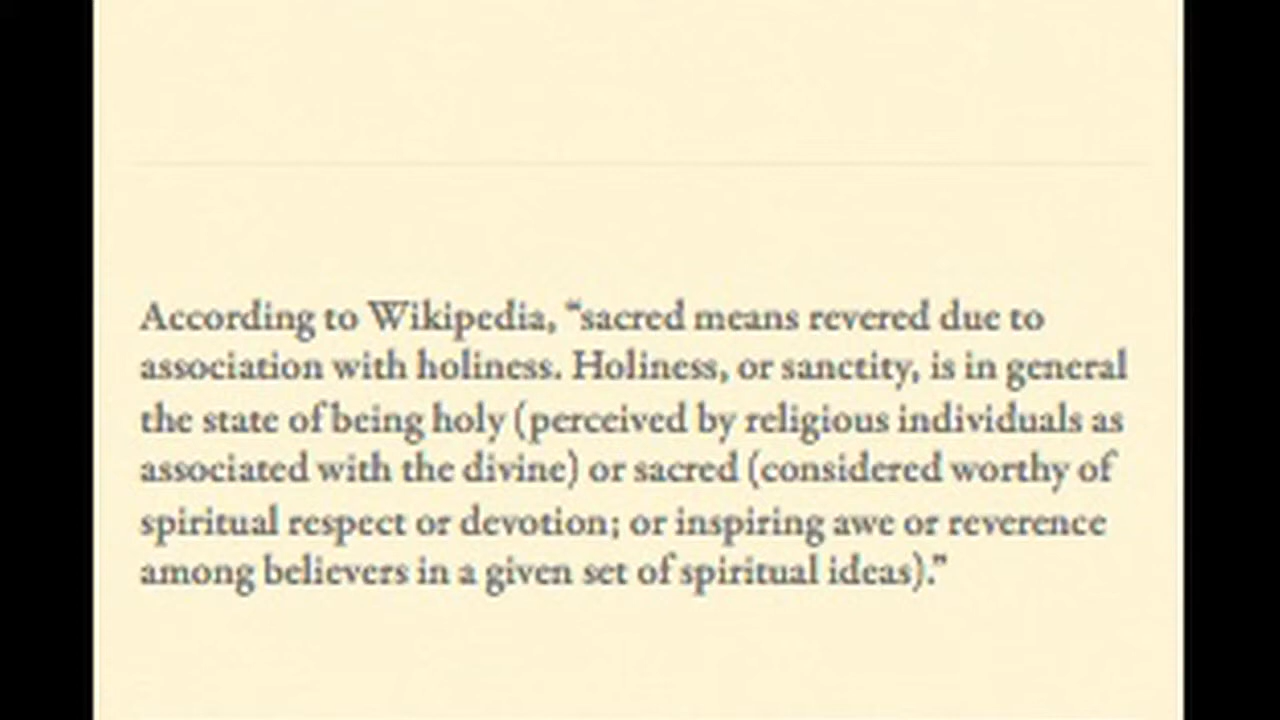 According to Wikipedia, “sacred means revered due to
association with holiness. Holiness, or sanctity, is in general
the state of being holy (perceived by religious individuals as
associated with the divine) or sacred (considered worthy of
spiritual respect or devotion; or inspiring awe or reverence
among believers in a given set of spiritual ideas).”